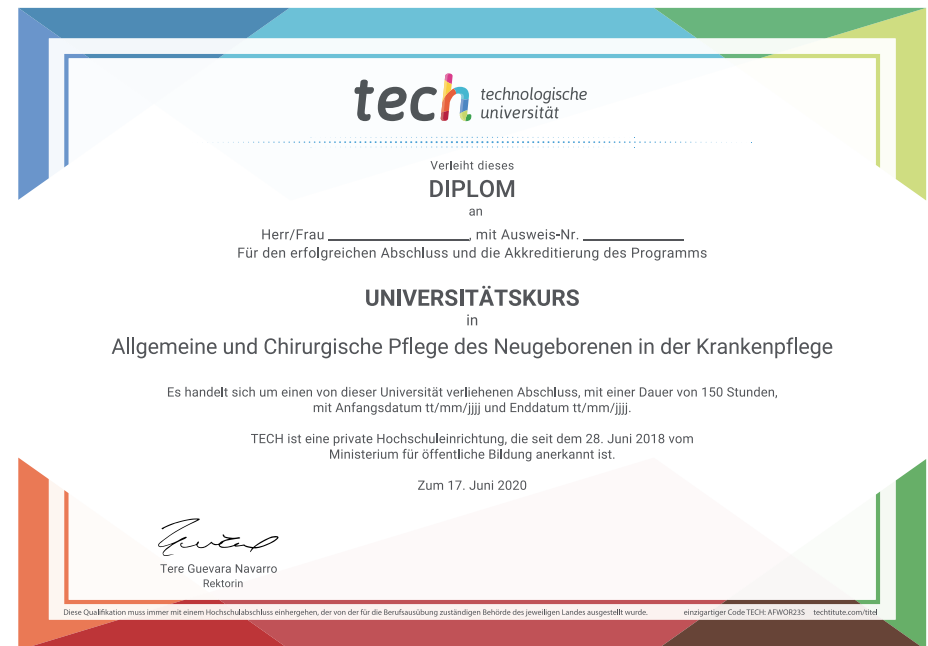 tech technologische
universität
Verleiht dieses
DIPLOM
an
Herr/Frau ________________, mit Ausweis-Nr. ____________
Für den erfolgreichen Abschluss und die Akkreditierung des Programms
UNIVERSITÄTSKURS
in
Allgemeine und Chirurgische Pflege des Neugeborenen in der Krankenpflege
Es handelt sich um einen von dieser Universität verliehenen Abschluss, mit einer Dauer von 150 Stunden,
mit Anfangsdatum tt/mm/jjjj und Enddatum tt/mm/jjjj.
TECH ist eine private Hochschuleinrichtung, die seit dem 28. Juni 2018 vom
Ministerium für öffentliche Bildung anerkannt ist.
Zum 17. Juni 2020
Tere Guevara Navarro
Rektorin
Diese Qualifikation muss immer mit einem Hochschulabschluss einhergehen, der von der für die Berufsausübung zuständigen Behörde des jeweiligen Landes ausgestellt wurde. einzigartiger Code TECH: AFWOR23S techtitute.com/titel